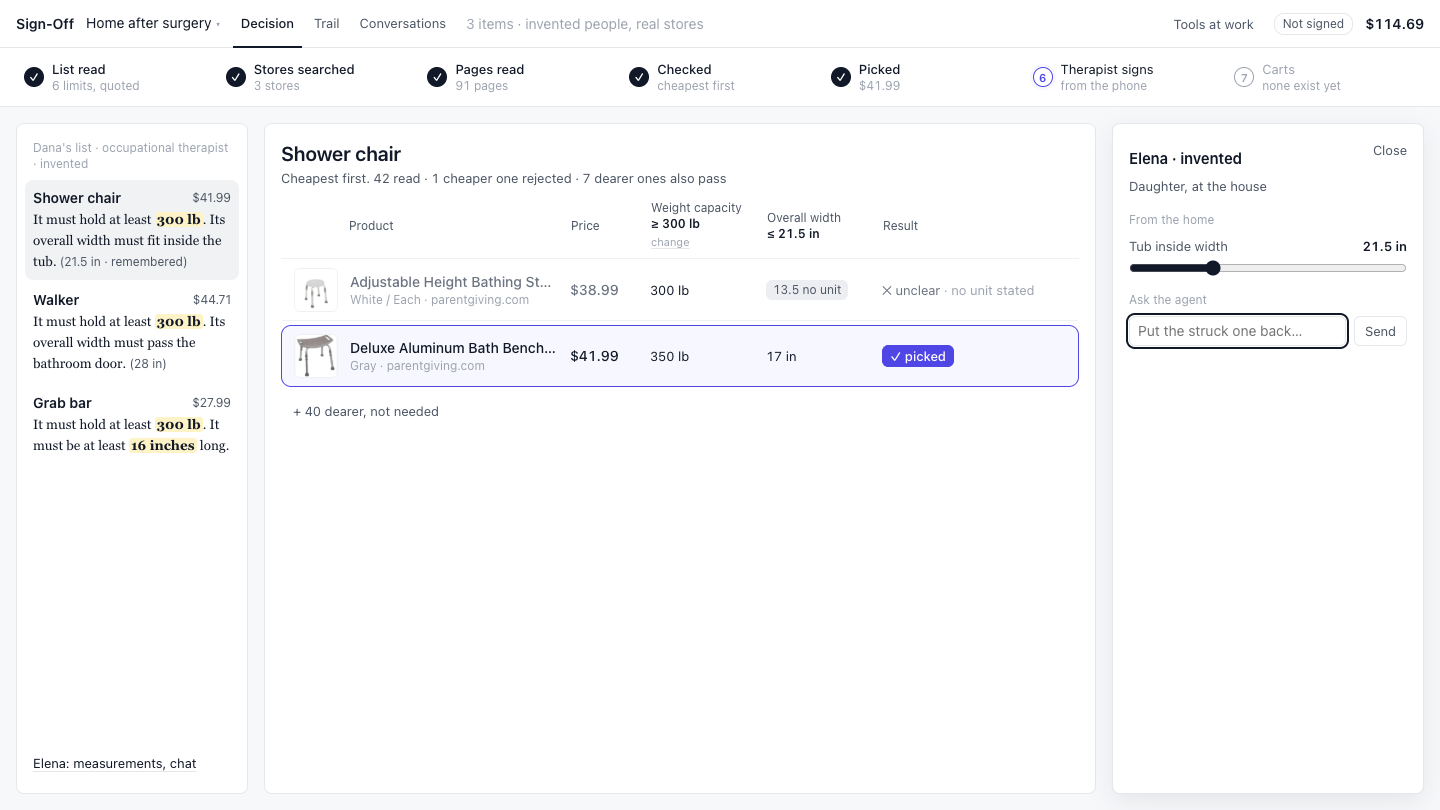 Sign-Off Home after surgery Decision Trail Conversations 3 items · invented people, real stores Tools at work Not signed $114.69
List read
6 limits, quoted
Stores searched
3 stores
Pages read
91 pages
Checked
cheapest first
Picked
$41.99
6 Therapist signs
from the phone
7 Carts
none exist yet
Dana's list · occupational therapist
· invented
Shower chair $41.99
It must hold at least 300 lb. Its
overall width must fit inside the
tub. (21.5 in · remembered)
Walker $44.71
It must hold at least 300 lb. Its
overall width must pass the
bathroom door. (28 in)
Grab bar $27.99
It must hold at least 300 lb. It
must be at least 16 inches long.
Elena: measurements, chat
Shower chair
Cheapest first. 42 read · 1 cheaper one rejected · 7 dearer ones also pass
Product
Price
Weight capacity
≥ 300 lb
change
Overall width
≤ 21.5 in
Result
Adjustable Height Bathing St...
White / Each · parentgiving.com
$38.99
300 lb
13.5 no unit
✕ unclear · no unit stated
Deluxe Aluminum Bath Bench...
Gray · parentgiving.com
$41.99
350 lb
17 in
✓ picked
+ 40 dearer, not needed
Elena · invented
Close
Daughter, at the house
From the home
Tub inside width 21.5 in
Ask the agent
Put the struck one back...
Send